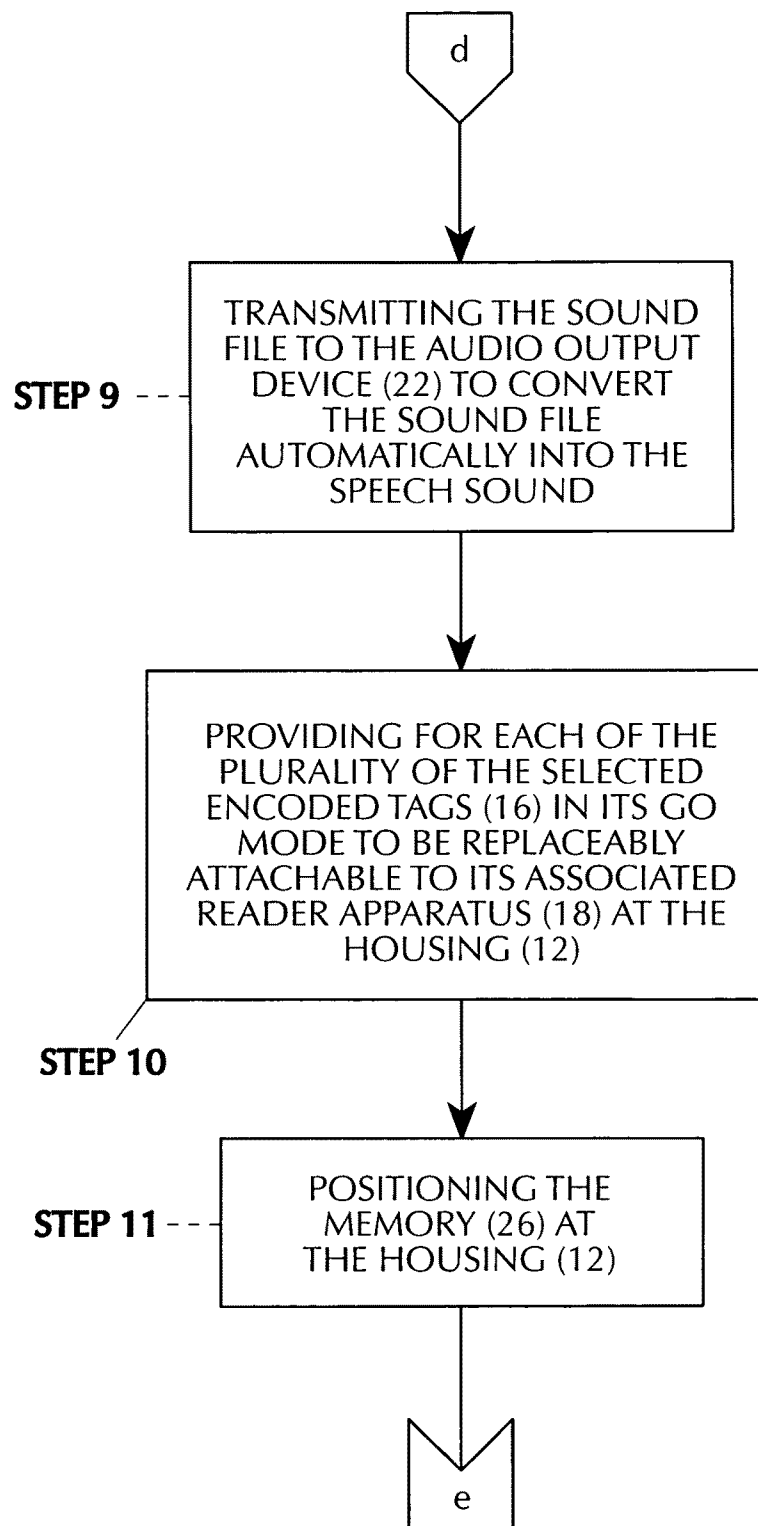 d
TRANSMITTING THE SOUND
FILE TO THE AUDIO OUTPUT
DEVICE (22) TO CONVERT
THE SOUND FILE
AUTOMATICALLY INTO THE
SPEECH SOUND
STEP 9
PROVIDING FOR EACH OF THE
PLURALITY OF THE SELECTED
ENCODED TAGS (16) IN ITS GO
MODE TO BE REPLACEABLY
ATTACHABLE TO ITS ASSOCIATED
READER APPARATUS (18) AT THE
HOUSING (12)
STEP 10
POSITIONING THE
MEMORY (26) AT
THE HOUSING (12)
STEP 11
e